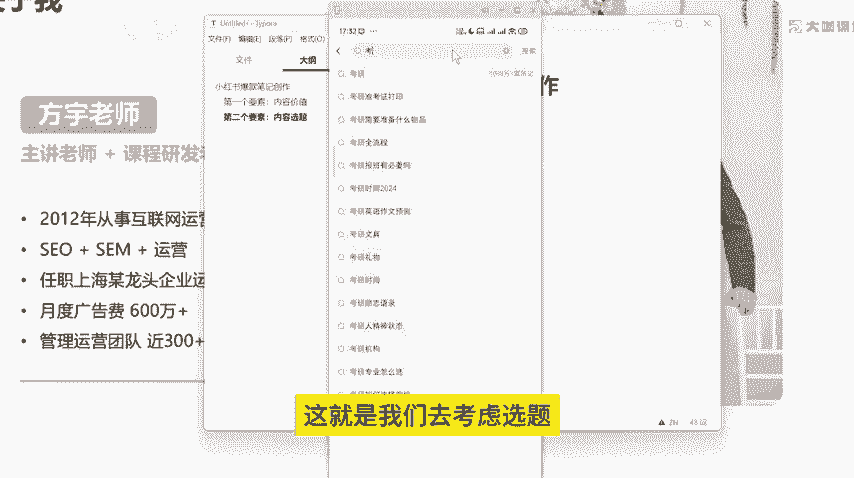 于我
方宇老师
主讲老师 + 课程研发
• 2012年从事互联网运营
• SEO + SEM + 运营
• 任职上海某龙头企业运
• 月度广告费 600万+
• 管理运营团队 近300+
Untitled - Typora
文件(F) 编辑(E) 段落(P) 格式(O)
文件 大纲
小红书爆款笔记创作
第一个要素：内容价值
第二个要素：内容选题
作
17:33
搜索
考研
考研准考证打印
考研需要准备什么物品
考研全流程
考研报班有必要吗
考研时间2024
考研英语作文预测
考研文具
考研礼物
考研时间
考研励志语录
考研人精神状态
考研机构
考研专业怎么选
这就是我们去考虑选题